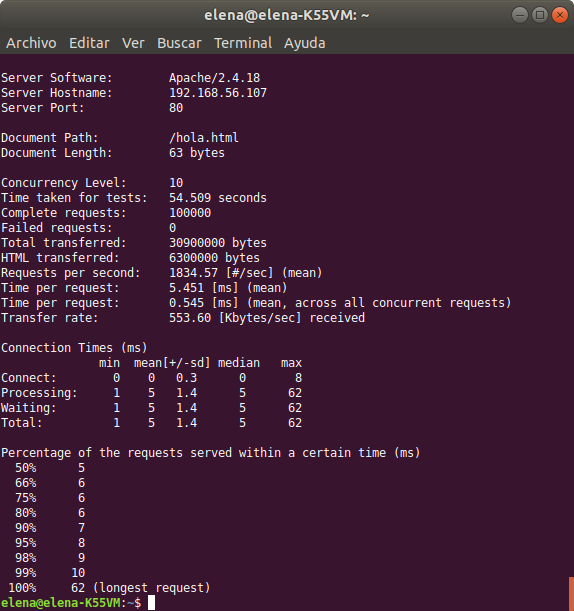 elena@elena-K55VM: ~
Archivo Editar Ver Buscar Terminal Ayuda
Server Software:        Apache/2.4.18
Server Hostname:        192.168.56.107
Server Port:            80
Document Path:          /hola.html
Document Length:        63 bytes
Concurrency Level:      10
Time taken for tests:   54.509 seconds
Complete requests:      100000
Failed requests:        0
Total transferred:      30900000 bytes
HTML transferred:       6300000 bytes
Requests per second:    1834.57 [#/sec] (mean)
Time per request:       5.451 [ms] (mean)
Time per request:       0.545 [ms] (mean, across all concurrent requests)
Transfer rate:          553.60 [Kbytes/sec] received
Connection Times (ms)
              min  mean[+/-sd] median   max
Connect:        0    0   0.3      0       8
Processing:     1    5   1.4      5      62
Waiting:        1    5   1.4      5      62
Total:          1    5   1.4      5      62
Percentage of the requests served within a certain time (ms)
  50%      5
  66%      6
  75%      6
  80%      6
  90%      7
  95%      8
  98%      9
  99%     10
 100%     62 (longest request)
elena@elena-K55VM:~$